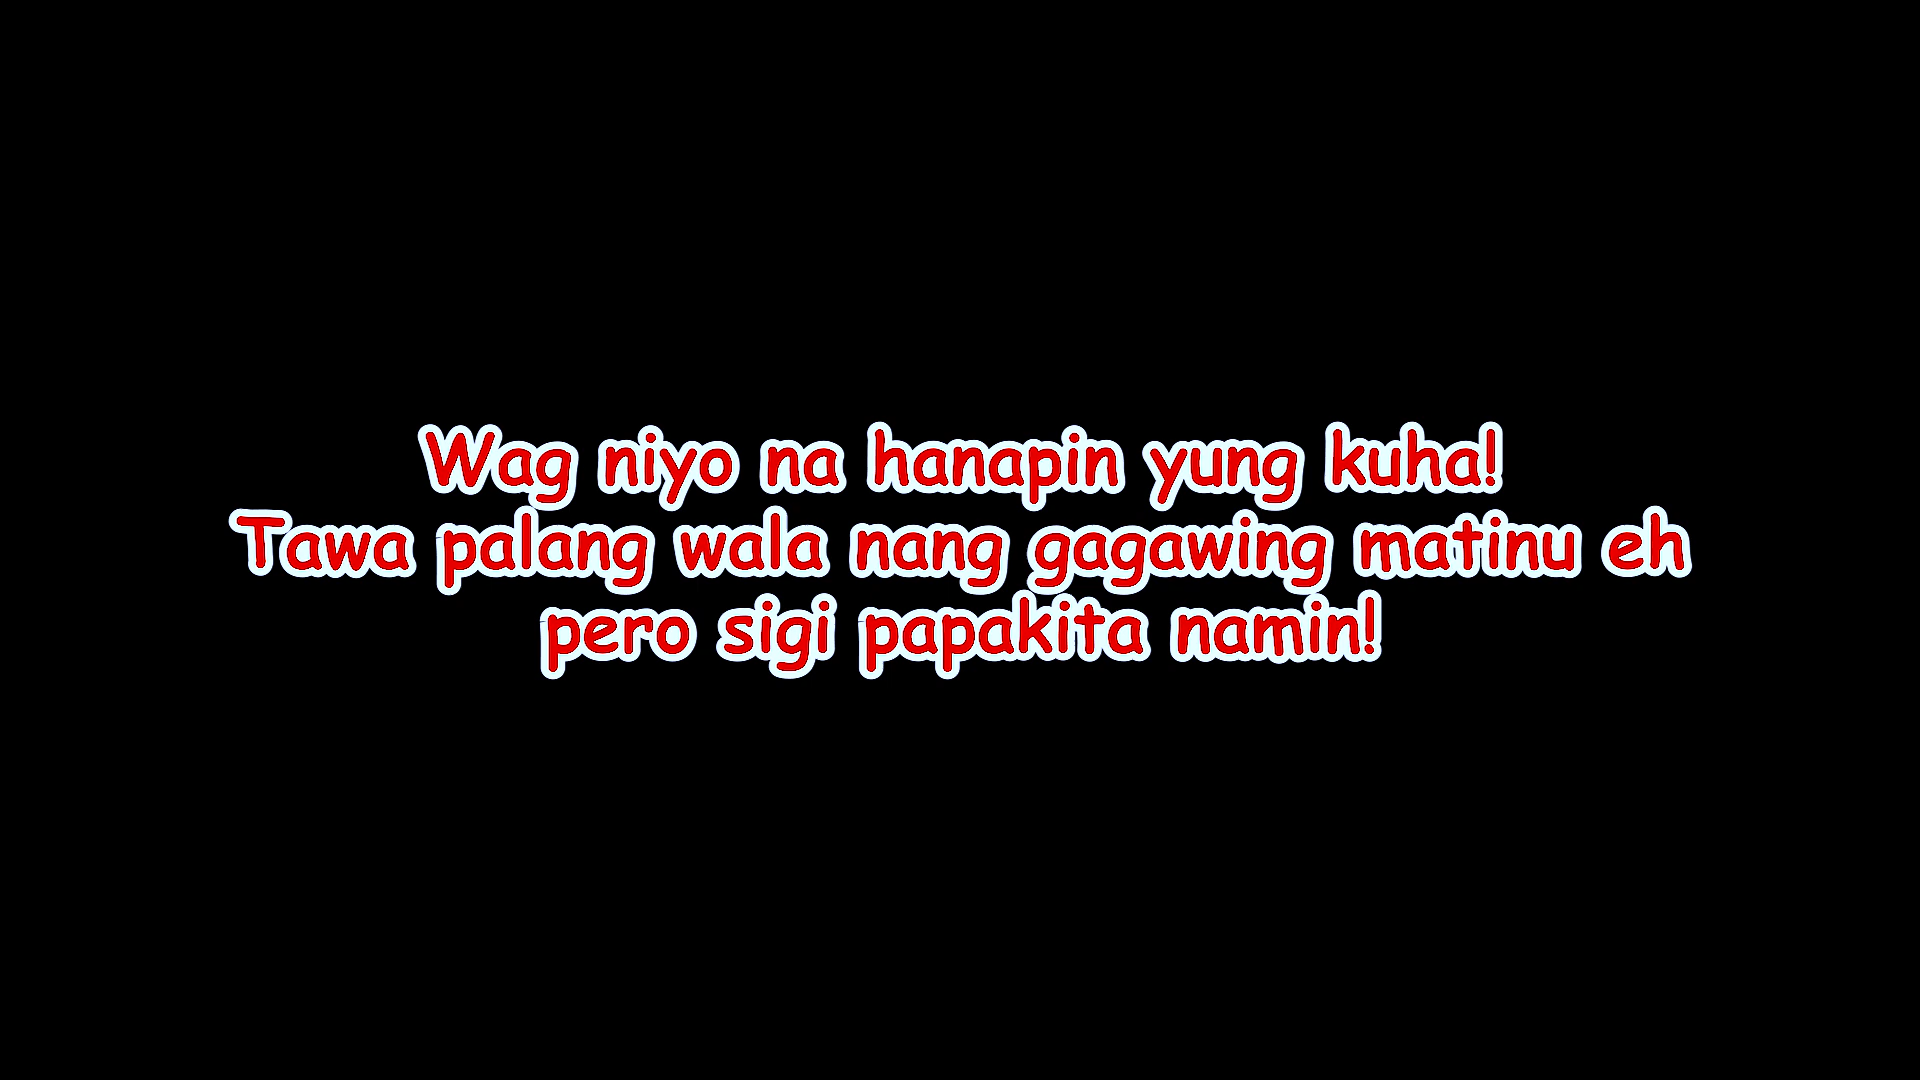 Wag niyo na hanapin yung kuha!
Tawa palang wala nang gagawing matinu eh
pero sigi papakita namin!